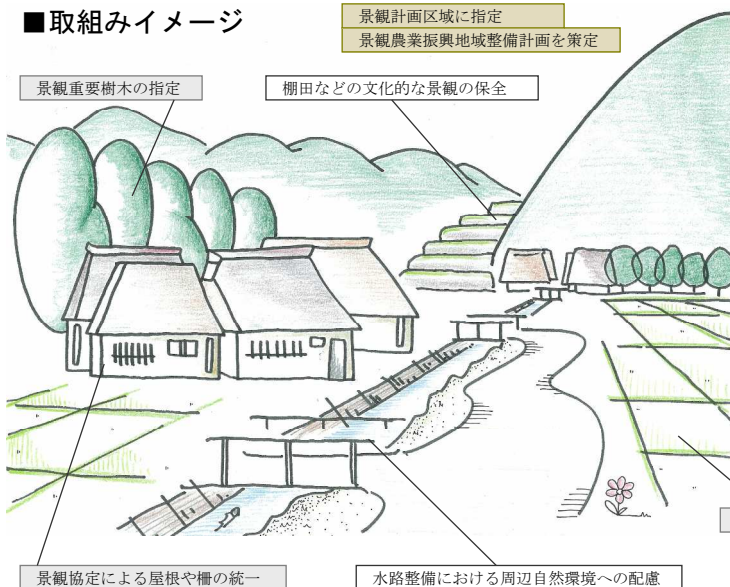 ■取組みイメージ
景観計画区域に指定
景観農業振興地域整備計画を策定
景観重要樹木の指定
棚田などの文化的な景観の保全
景観協定による屋根や柵の統一
水路整備における周辺自然環境への配慮